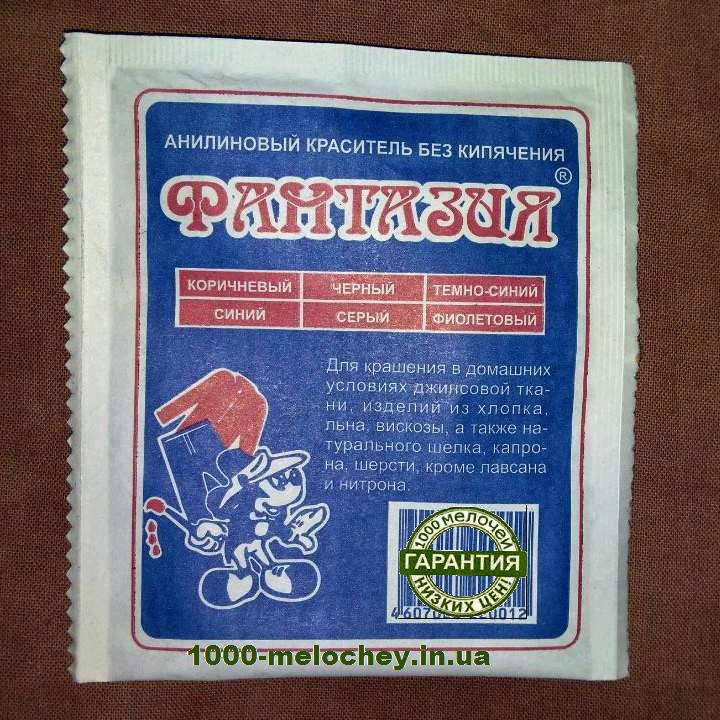 АНИЛИНОВЫЙ КРАСИТЕЛЬ БЕЗ КИПЯЧЕНИЯ
ФАНТАЗИЯ ®
КОРИЧНЕВЫЙ ЧЕРНЫЙ ТЕМНО-СИНИЙ
СИНИЙ СЕРЫЙ ФИОЛЕТОВЫЙ
Для крашения в домашних
условиях джинсовой тка-
ни, изделий из хлопка,
льна, вискозы, а также на-
турального шелка, капро-
на, шерсти, кроме лавсана
и нитрона.
1000 мелочей
ГАРАНТИЯ
НИЗКИХ ЦЕН!
1000-melochey.in.ua